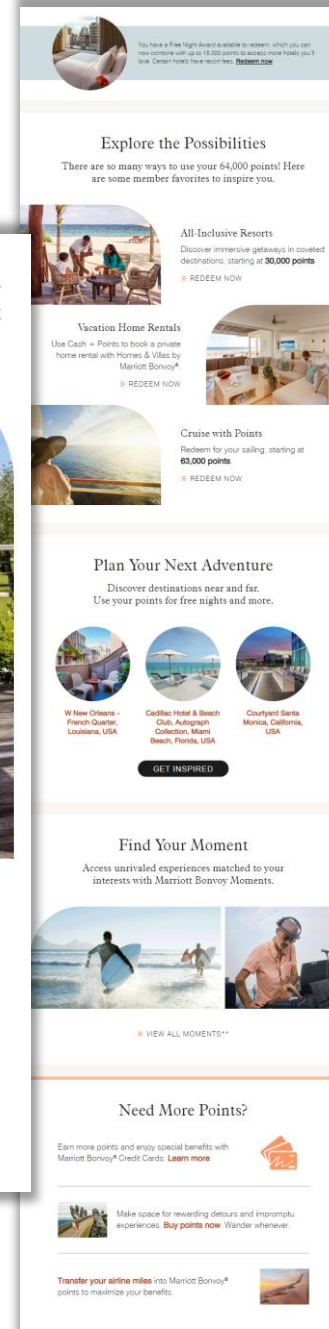 You have a Free Night Award available to redeem, which you can
now combine with up to 15,000 points to access more hotels you'll
love. Certain hotels have resort fees. Redeem now.
Explore the Possibilities
There are so many ways to use your 64,000 points! Here
are some member favorites to inspire you.
All-Inclusive Resorts
Discover immersive getaways in coveted
destinations, starting at 30,000 points.
» REDEEM NOW
Vacation Home Rentals
Use Cash + Points to book a private
home rental with Homes & Villas by
Marriott Bonvoy®
» REDEEM NOW
Cruise with Points
Redeem for your sailing, starting at
63,000 points.
» REDEEM NOW
Plan Your Next Adventure
Discover destinations near and far.
Use your points for free nights and more.
W New Orleans –
French Quarter,
Louisiana, USA
Cadillac Hotel & Beach
Club, Autograph
Collection, Miami
Beach, Florida, USA
Courtyard Santa
Monica, California,
USA
GET INSPIRED
Find Your Moment
Access unrivaled experiences matched to your
interests with Marriott Bonvoy Moments.
» VIEW ALL MOMENTS**
Need More Points?
Earn more points and enjoy special benefits with
Marriott Bonvoy® Credit Cards. Learn more
Make space for rewarding detours and impromptu
experiences. Buy points now. Wander whenever.
Transfer your airline miles into Marriott Bonvoy®
points to maximize your benefits.